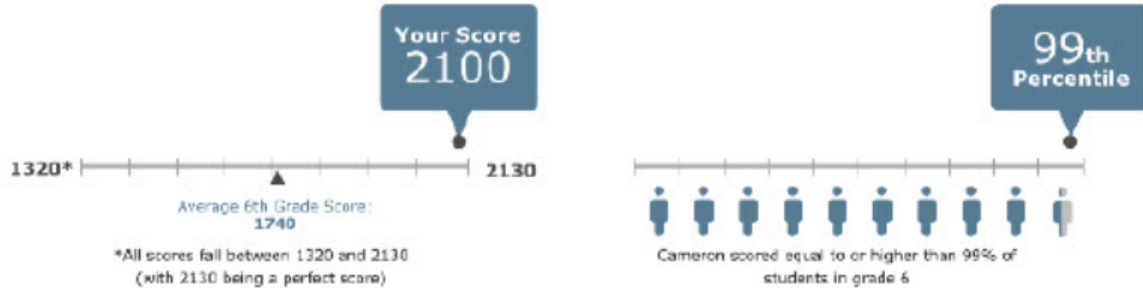 Your Score
2100
1320*
2130
Average 6th Grade Score:
1740
*All scores fall between 1320 and 2130
(with 2130 being a perfect score)
99th
Percentile
Cameron scored equal to or higher than 99% of
students in grade 6